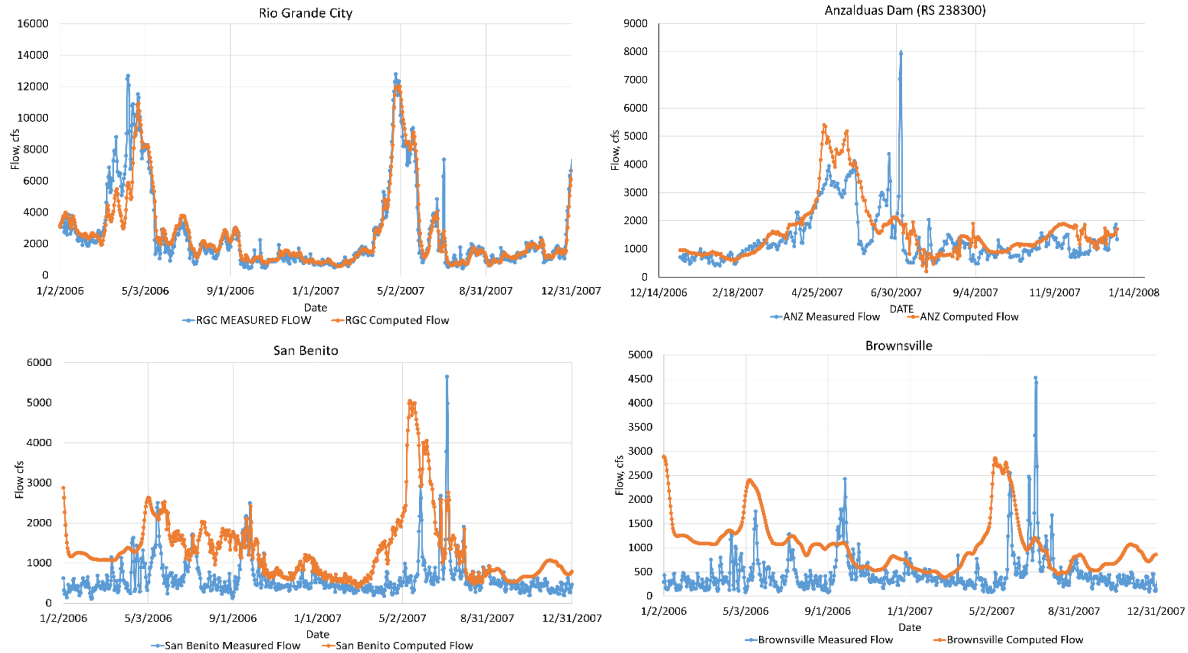 Rio Grande City
16000
14000
12000
10000
8000
6000
4000
2000
0
Flow, cfs
1/2/2006 5/3/2006 9/1/2006 1/1/2007 5/2/2007 8/31/2007 12/31/2007
Date
RGC MEASURED FLOW RGC Computed Flow
Anzalduas Dam (RS 238300)
9000
8000
7000
6000
5000
4000
3000
2000
1000
0
Flow, cfs
12/14/2006 2/18/2007 4/25/2007 6/30/2007 9/4/2007 11/9/2007 1/14/2008
DATE
ANZ Measured Flow ANZ Computed Flow
San Benito
6000
5000
4000
3000
2000
1000
0
Flow cfs
1/2/2006 5/3/2006 9/1/2006 1/1/2007 5/2/2007 8/31/2007 12/31/2007
Date
San Benito Measured Flow San Benito Computed Flow
Brownsville
5000
4500
4000
3500
3000
2500
2000
1500
1000
500
0
Flow, cfs
1/2/2006 5/3/2006 9/1/2006 1/1/2007 5/2/2007 8/31/2007 12/31/2007
Date
Brownsville Measured Flow Brownsville Computed Flow